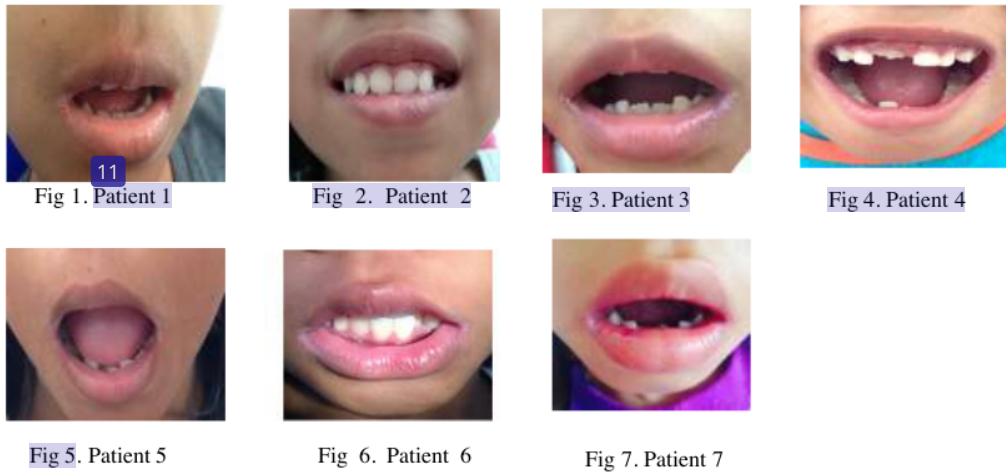 11
Fig 1. Patient 1
Fig 2. Patient 2
Fig 3. Patient 3
Fig 4. Patient 4
Fig 5. Patient 5
Fig 6. Patient 6
Fig 7. Patient 7